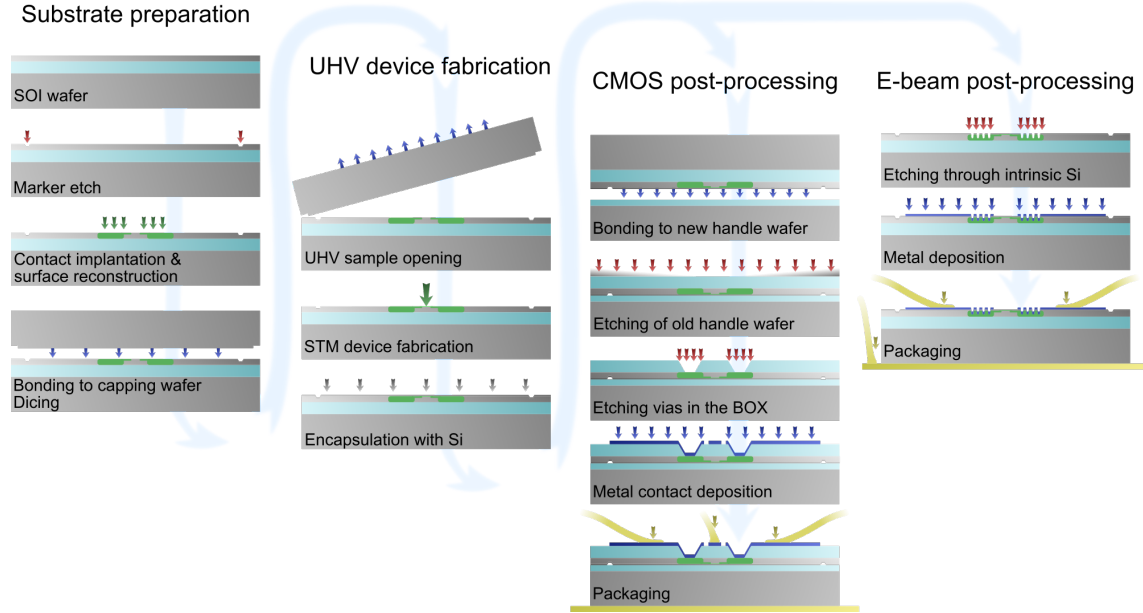 Substrate preparation
SOI wafer
Marker etch
Contact implantation &
surface reconstruction
Bonding to capping wafer
Dicing
UHV device fabrication
UHV sample opening
STM device fabrication
Encapsulation with Si
CMOS post-processing
Bonding to new handle wafer
Etching of old handle wafer
Etching vias in the BOX
Metal contact deposition
Packaging
E-beam post-processing
Etching through intrinsic Si
Metal deposition
Packaging